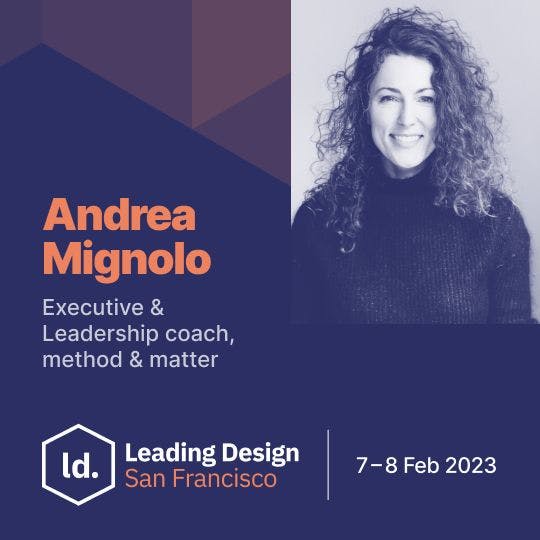 Andrea
Mignolo
Executive &
Leadership coach,
method & matter
ld.
Leading Design
San Francisco
7–8 Feb 2023